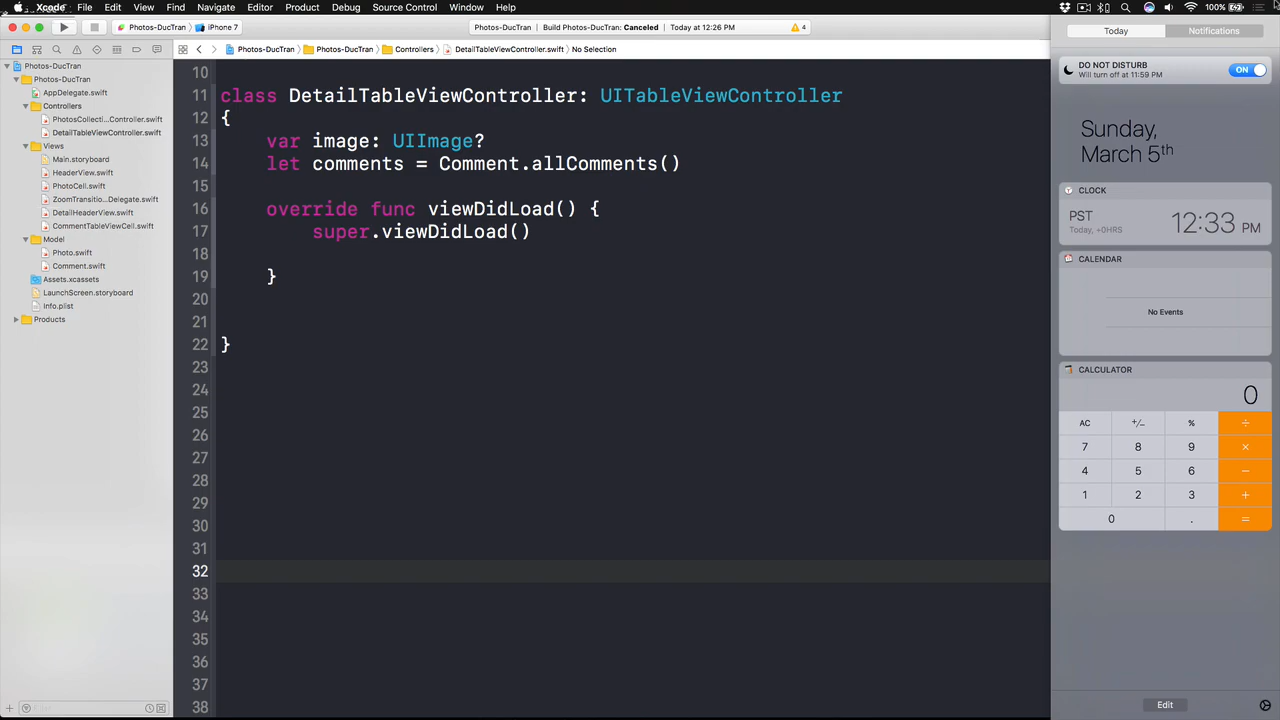 Xcode File Edit View Find Navigate Editor Product Debug Source Control Window Help
100%
Photos-DucTran iPhone 7
Photos-DucTran | Build Photos-DucTran: Canceled Today at 12:26 PM 4
Photos-DucTran Photos-DucTran Controllers DetailTableViewController.swift No Selection
Photos-DucTran
Photos-DucTran
AppDelegate.swift
Controllers
PhotosCollecti...Controller.swift
DetailTableViewController.swift
Views
Main.storyboard
HeaderView.swift
PhotoCell.swift
ZoomTransitio...Delegate.swift
DetailHeaderView.swift
CommentTableViewCell.swift
Model
Photo.swift
Comment.swift
Assets.xcassets
LaunchScreen.storyboard
Info.plist
Products
10
11 class DetailTableViewController: UITableViewController
12 {
13 var image: UIImage?
14 let comments = Comment.allComments()
15
16 override func viewDidLoad() {
17 super.viewDidLoad()
18
19 }
20
21
22 }
23
24
25
26
27
28
29
30
31
32
33
34
35
36
37
38
Today Notifications
DO NOT DISTURB
Will turn off at 11:59 PM
ON
Sunday,
March 5th
CLOCK
PST
Today, +0HRS
12:33 PM
CALENDAR
No Events
CALCULATOR
0
AC +/− % ÷
7 8 9 ×
4 5 6 −
1 2 3 +
0 . =
Edit